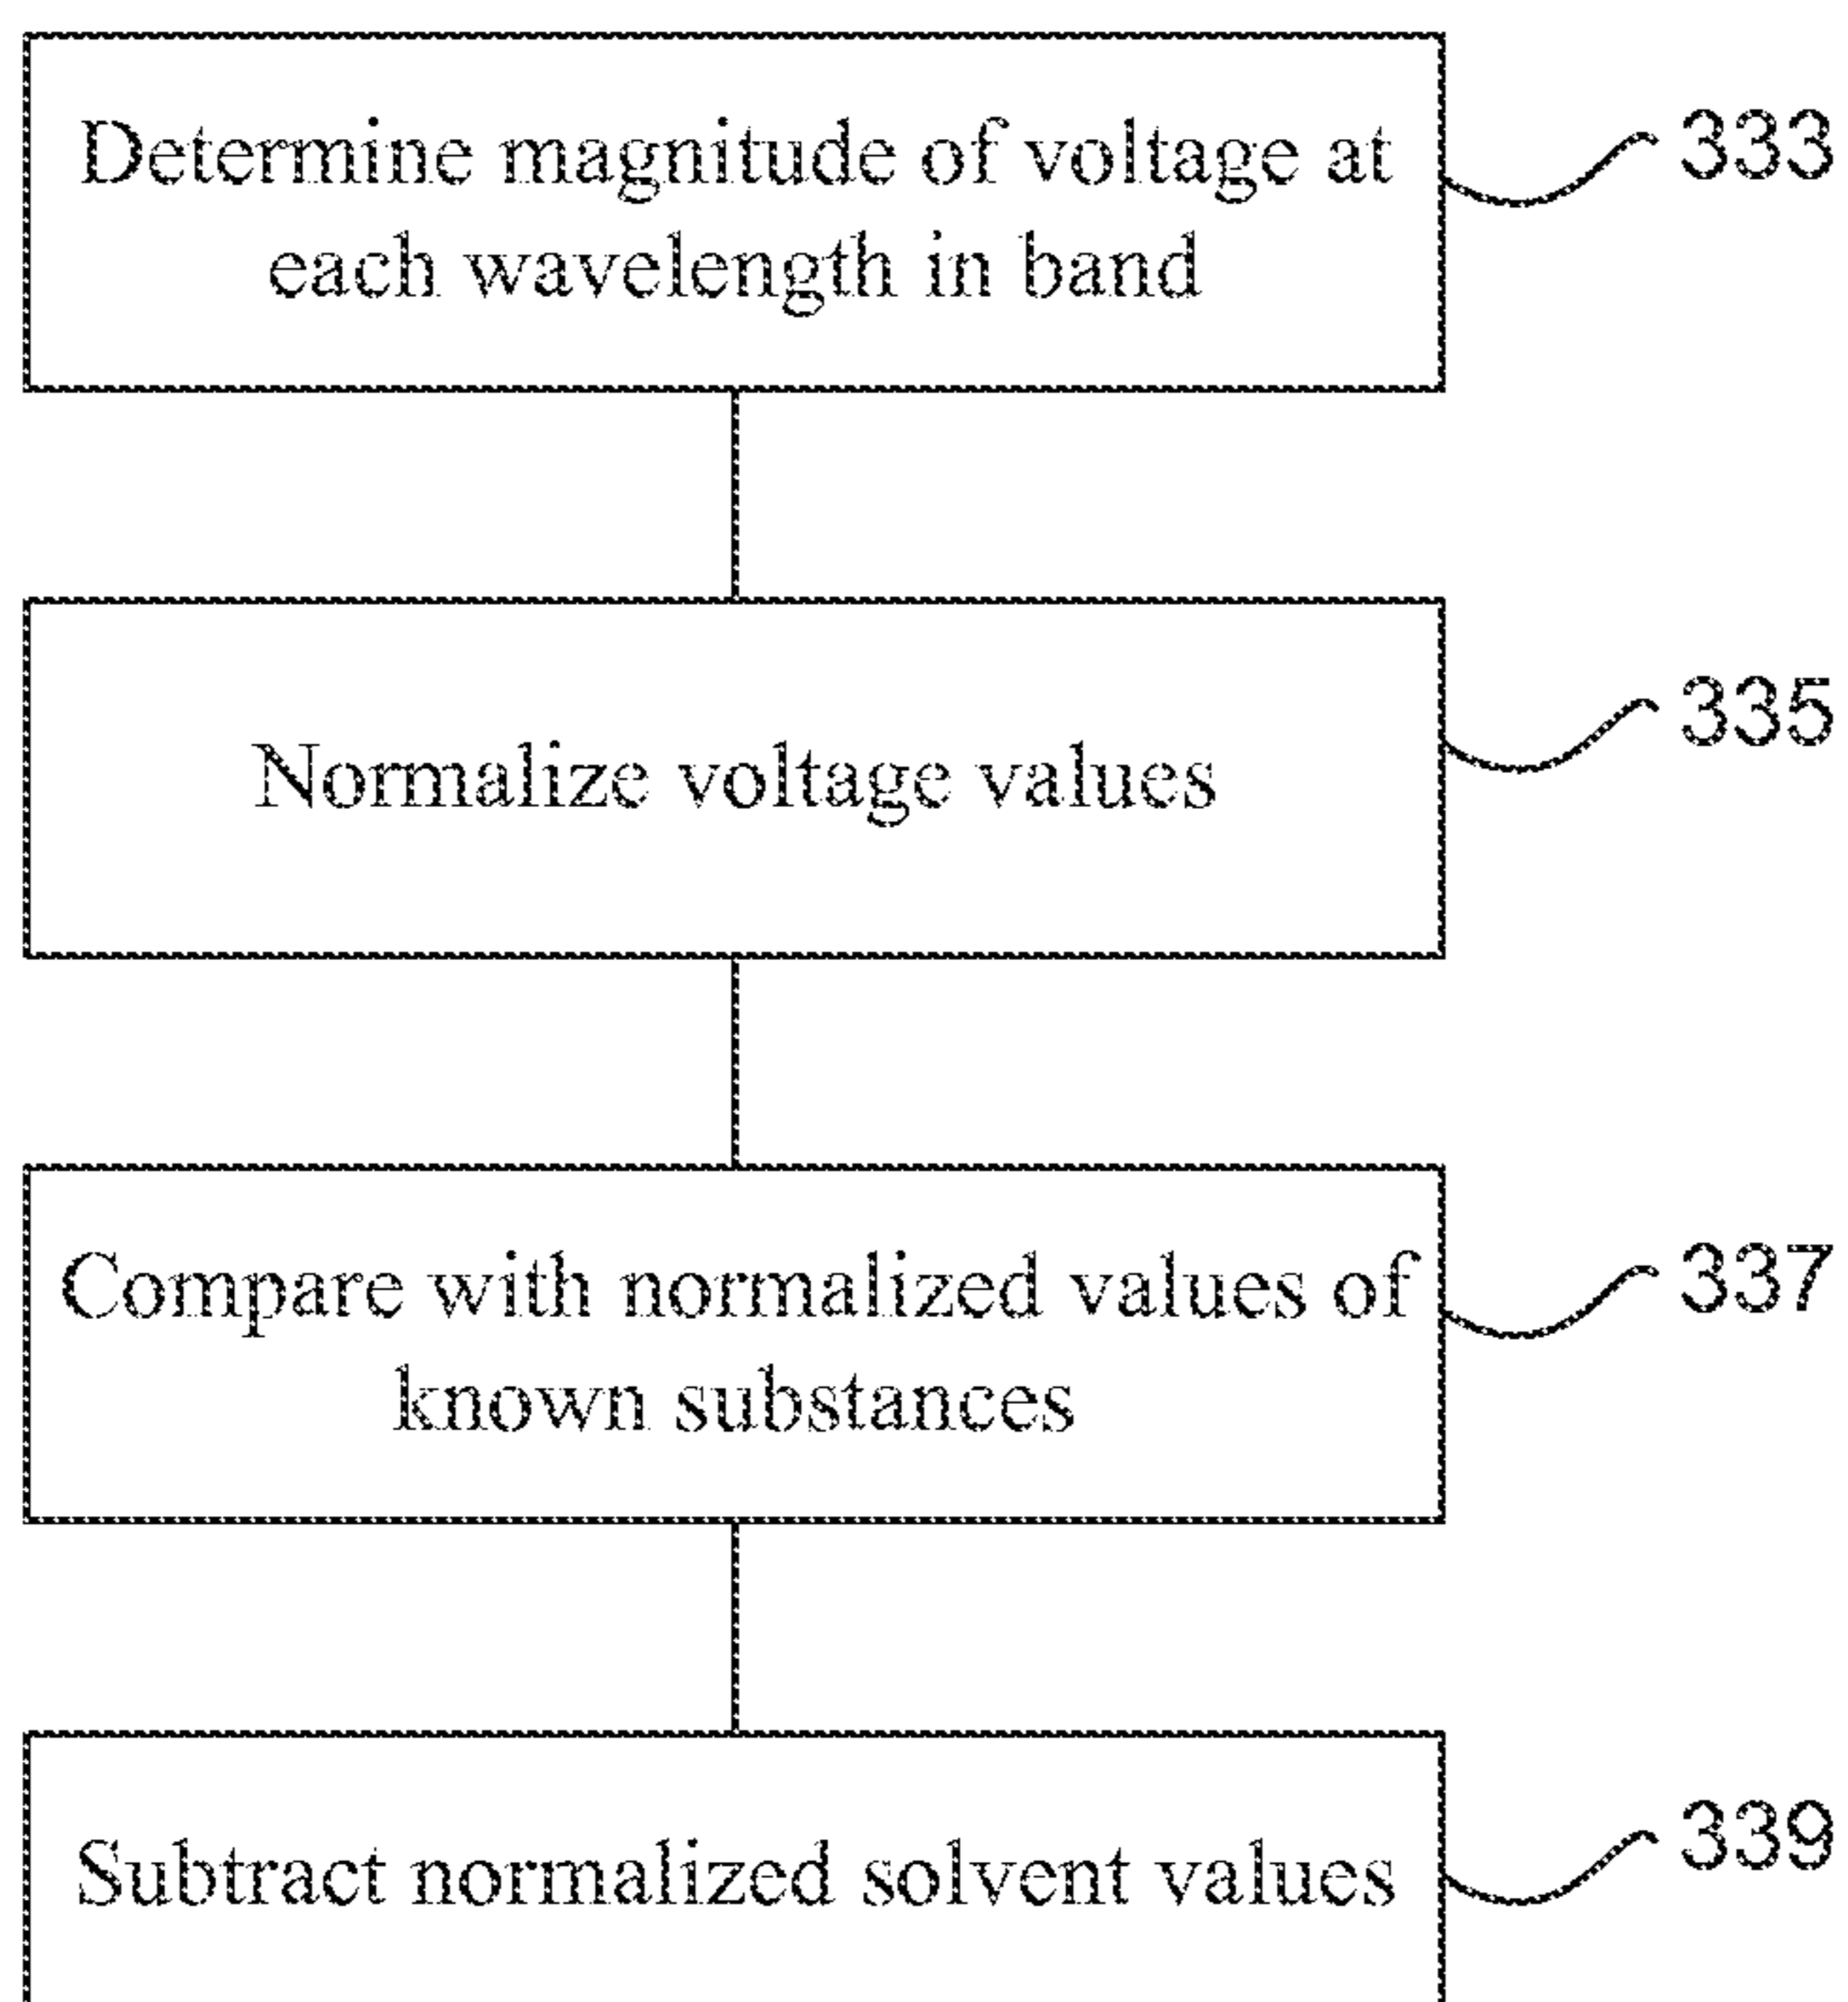 Determine magnitude of voltage at
each wavelength in band
333
Normalize voltage values
335
Compare with normalized values of
known substances
337
Subtract normalized solvent values
339